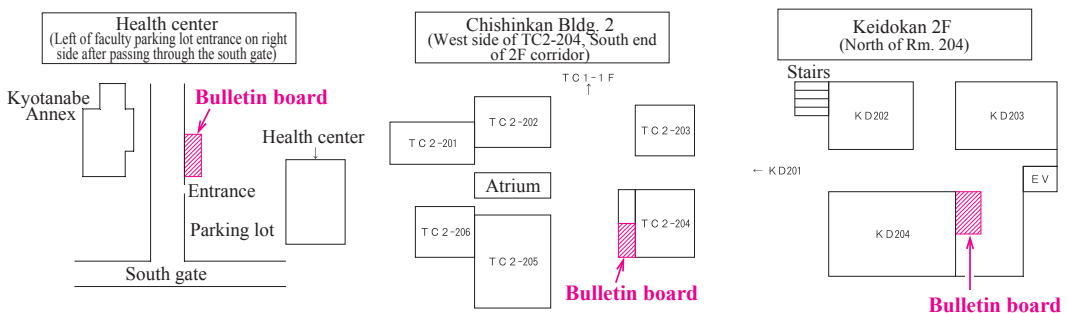 Health center
(Left of faculty parking lot entrance on right
side after passing through the south gate)
Kyotanabe
Annex
Bulletin board
Health center
↓
Entrance
Parking lot
South gate
Chishinkan Bldg. 2
(West side of TC2-204, South end
of 2F corridor)
TC1-1F
↑
TC2-202
TC2-201
TC2-203
Atrium
TC2-206
TC2-204
TC2-205
Bulletin board
Keidokan 2F
(North of Rm. 204)
Stairs
KD202
KD203
← KD201
EV
KD204
Bulletin board